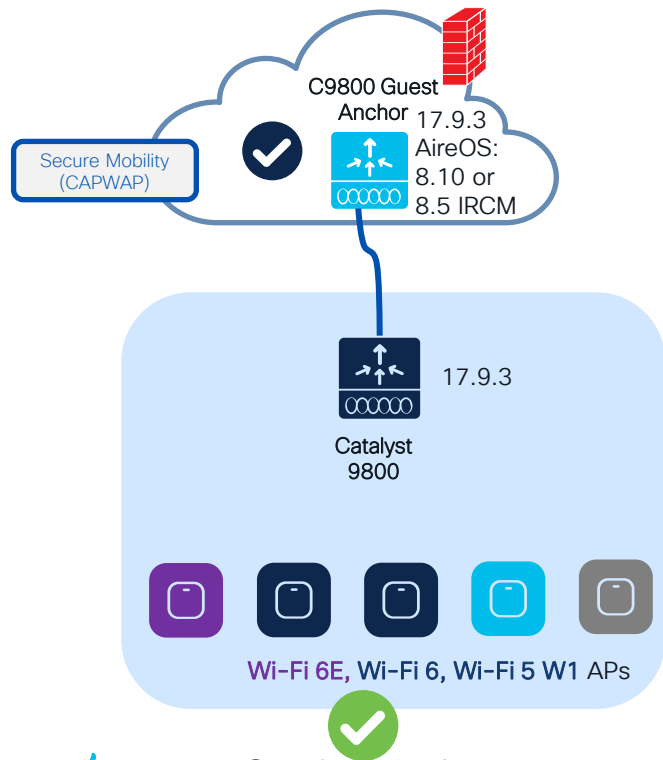 C9800 Guest
Anchor
17.9.3
AireOS:
8.10 or
8.5 IRCM
Secure Mobility
(CAPWAP)
17.9.3
Catalyst
9800
Wi-Fi 6E, Wi-Fi 6, Wi-Fi 5 W1 APs